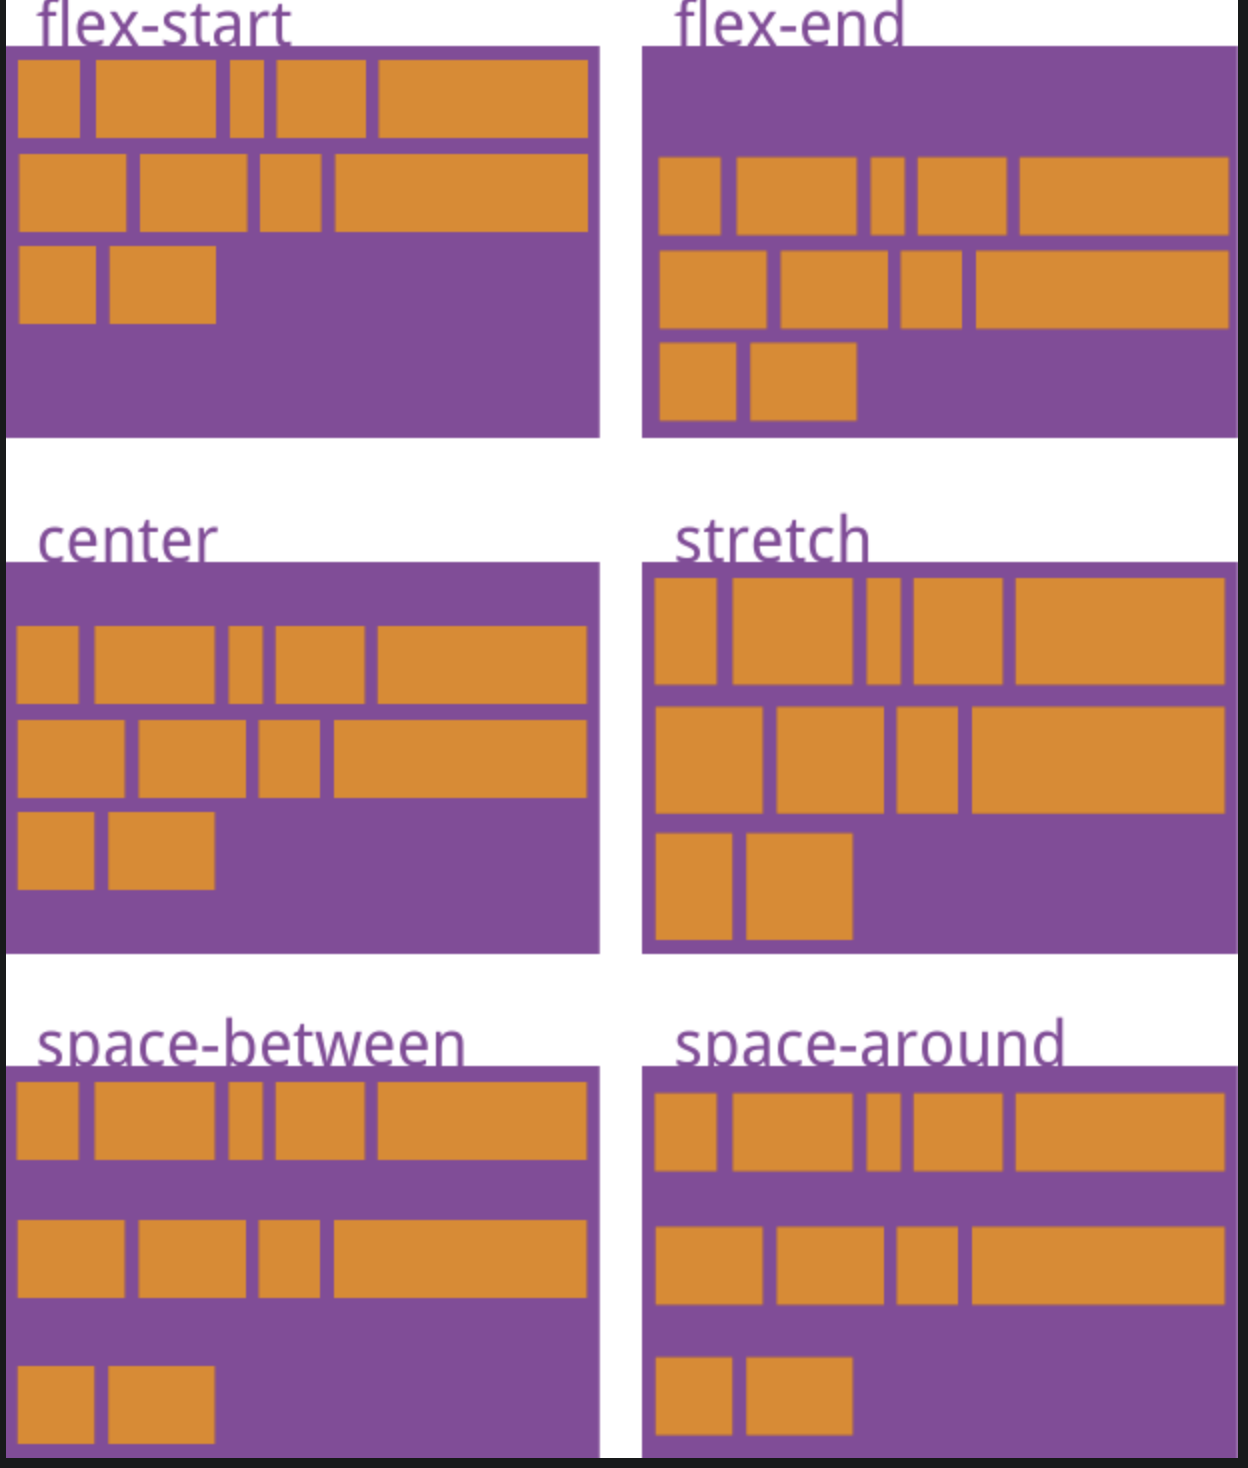 flex-start
flex-end
center
stretch
space-between
space-around